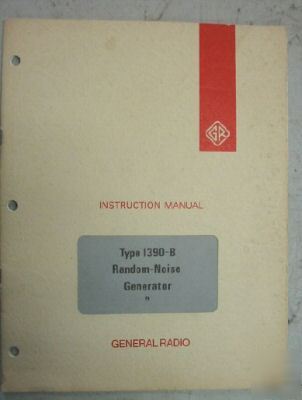 GR
INSTRUCTION MANUAL
Type 1390-B
Random-Noise
Generator
GENERAL RADIO